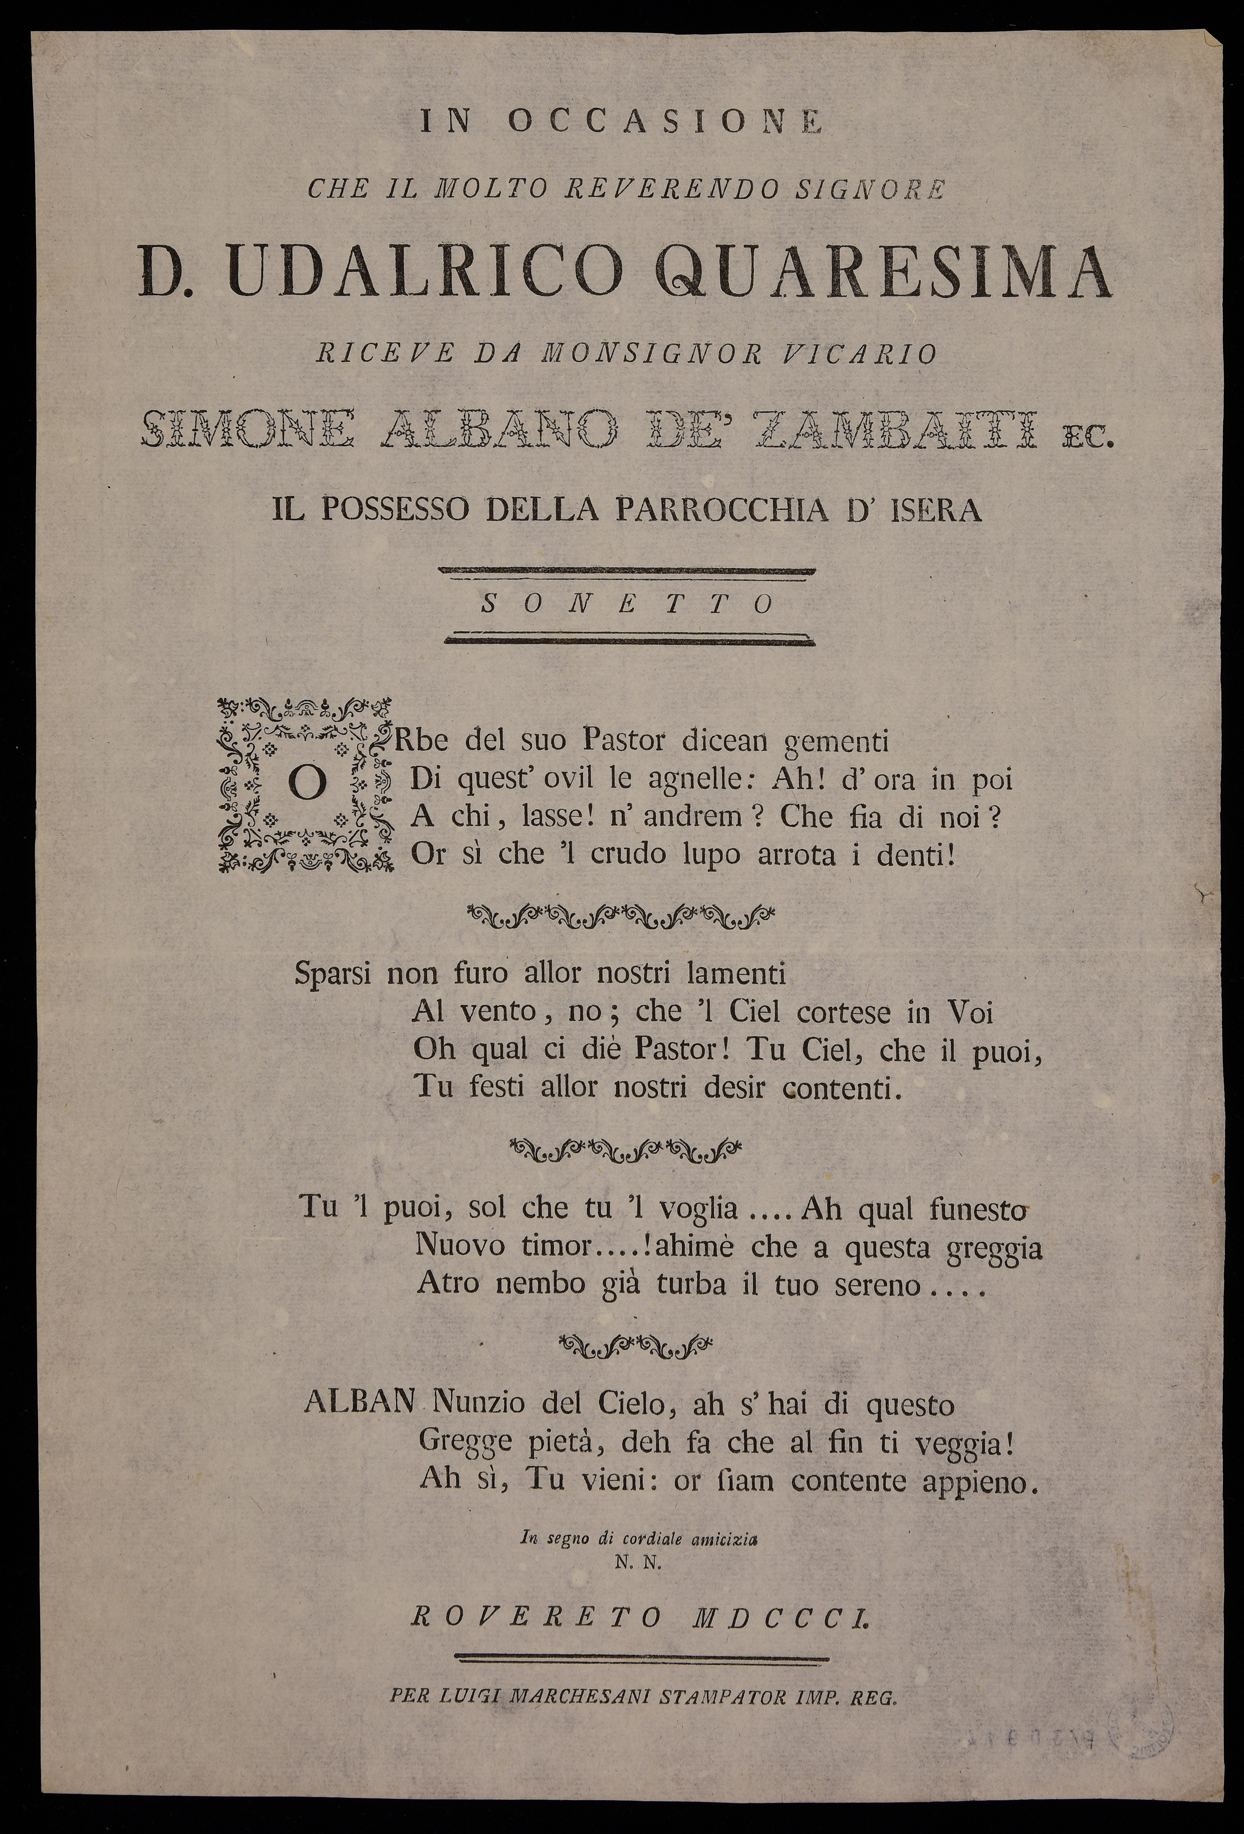 IN OCCASIONE
CHE IL MOLTO REVERENDO SIGNORE
D. UDALRICO QUARESIMA
RICEVE DA MONSIGNOR VICARIO
SIMONE ALBANO DE' ZAMBAITI EC.
IL POSSESSO DELLA PARROCCHIA D' ISERA
SONETTO
ORbe del suo Pastor dicean gementi
Di quest' ovil le agnelle: Ah! d' ora in poi
A chi, lasse! n' andrem? Che fia di noi?
Or sì che 'l crudo lupo arrota i denti!
Sparsi non furo allor nostri lamenti
Al vento, no; che 'l Ciel cortese in Voi
Oh qual ci diè Pastor! Tu Ciel, che il puoi,
Tu festi allor nostri desir contenti.
Tu 'l puoi, sol che tu 'l voglia .... Ah qual funesto
Nuovo timor....! ahimè che a questa greggia
Atro nembo già turba il tuo sereno ....
ALBAN Nunzio del Cielo, ah s' hai di questo
Gregge pietà, deh fa che al fin ti veggia!
Ah sì, Tu vieni: or ſiam contente appieno.
In segno di cordiale amicizia
N. N.
ROVERETO MDCCCI.
PER LUIGI MARCHESANI STAMPATOR IMP. REG.